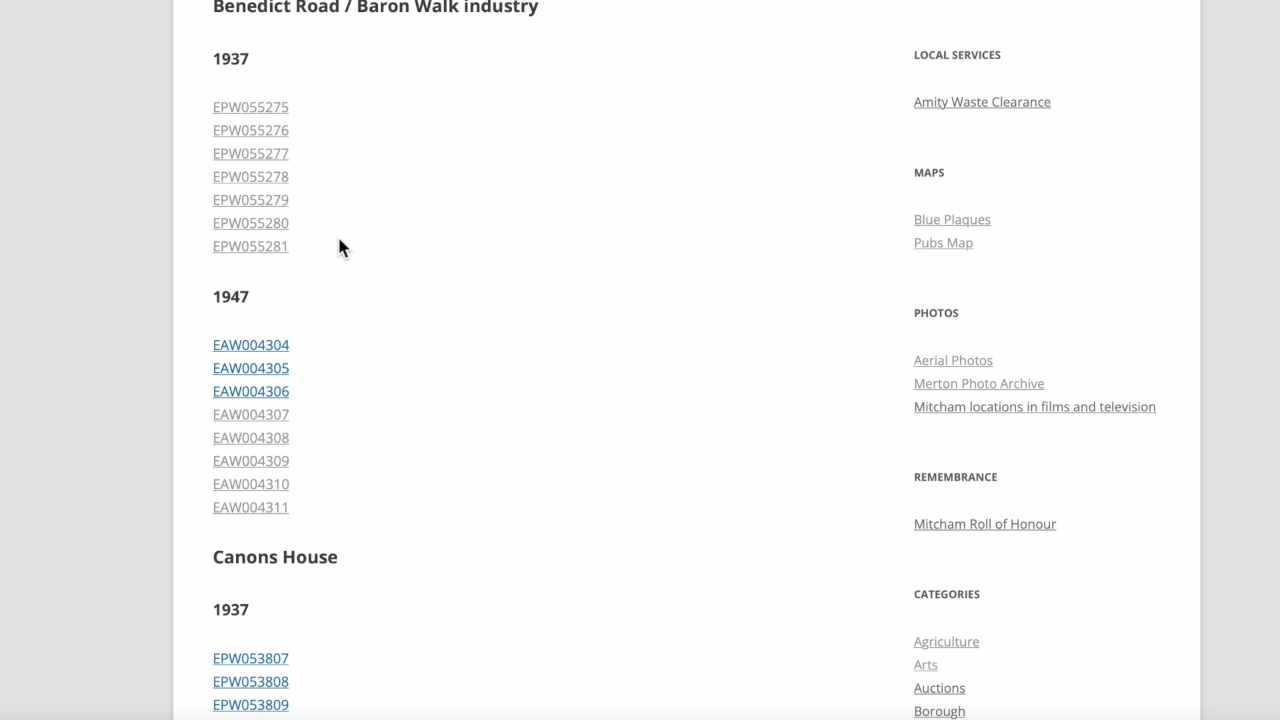 Benedict Road / Baron Walk industry
1937
EPW055275
EPW055276
EPW055277
EPW055278
EPW055279
EPW055280
EPW055281
1947
EAW004304
EAW004305
EAW004306
EAW004307
EAW004308
EAW004309
EAW004310
EAW004311
Canons House
1937
EPW053807
EPW053808
EPW053809
LOCAL SERVICES
Amity Waste Clearance
MAPS
Blue Plaques
Pubs Map
PHOTOS
Aerial Photos
Merton Photo Archive
Mitcham locations in films and television
REMEMBRANCE
Mitcham Roll of Honour
CATEGORIES
Agriculture
Arts
Auctions
Borough